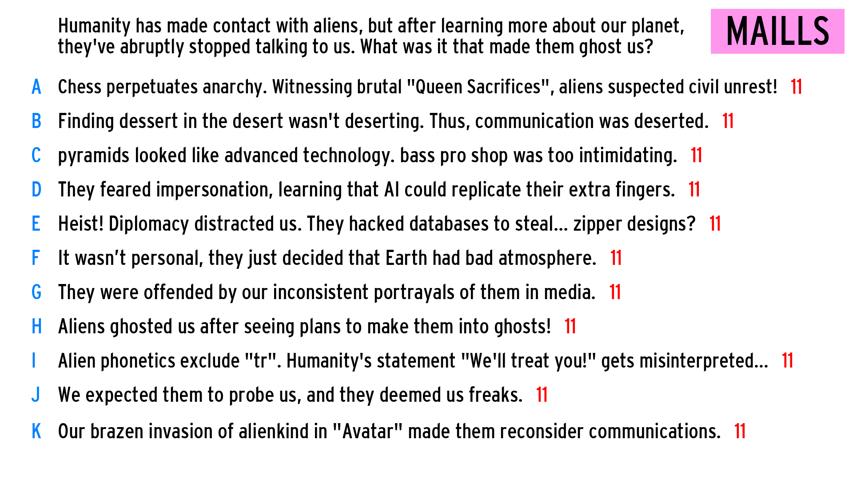 Humanity has made contact with aliens, but after learning more about our planet,
they've abruptly stopped talking to us. What was it that made them ghost us?
MAILLS
A Chess perpetuates anarchy. Witnessing brutal "Queen Sacrifices", aliens suspected civil unrest! 11
B Finding dessert in the desert wasn't deserting. Thus, communication was deserted. 11
C pyramids looked like advanced technology. bass pro shop was too intimidating. 11
D They feared impersonation, learning that AI could replicate their extra fingers. 11
E Heist! Diplomacy distracted us. They hacked databases to steal... zipper designs? 11
F It wasn’t personal, they just decided that Earth had bad atmosphere. 11
G They were offended by our inconsistent portrayals of them in media. 11
H Aliens ghosted us after seeing plans to make them into ghosts! 11
I Alien phonetics exclude "tr". Humanity's statement "We'll treat you!" gets misinterpreted... 11
J We expected them to probe us, and they deemed us freaks. 11
K Our brazen invasion of alienkind in "Avatar" made them reconsider communications. 11